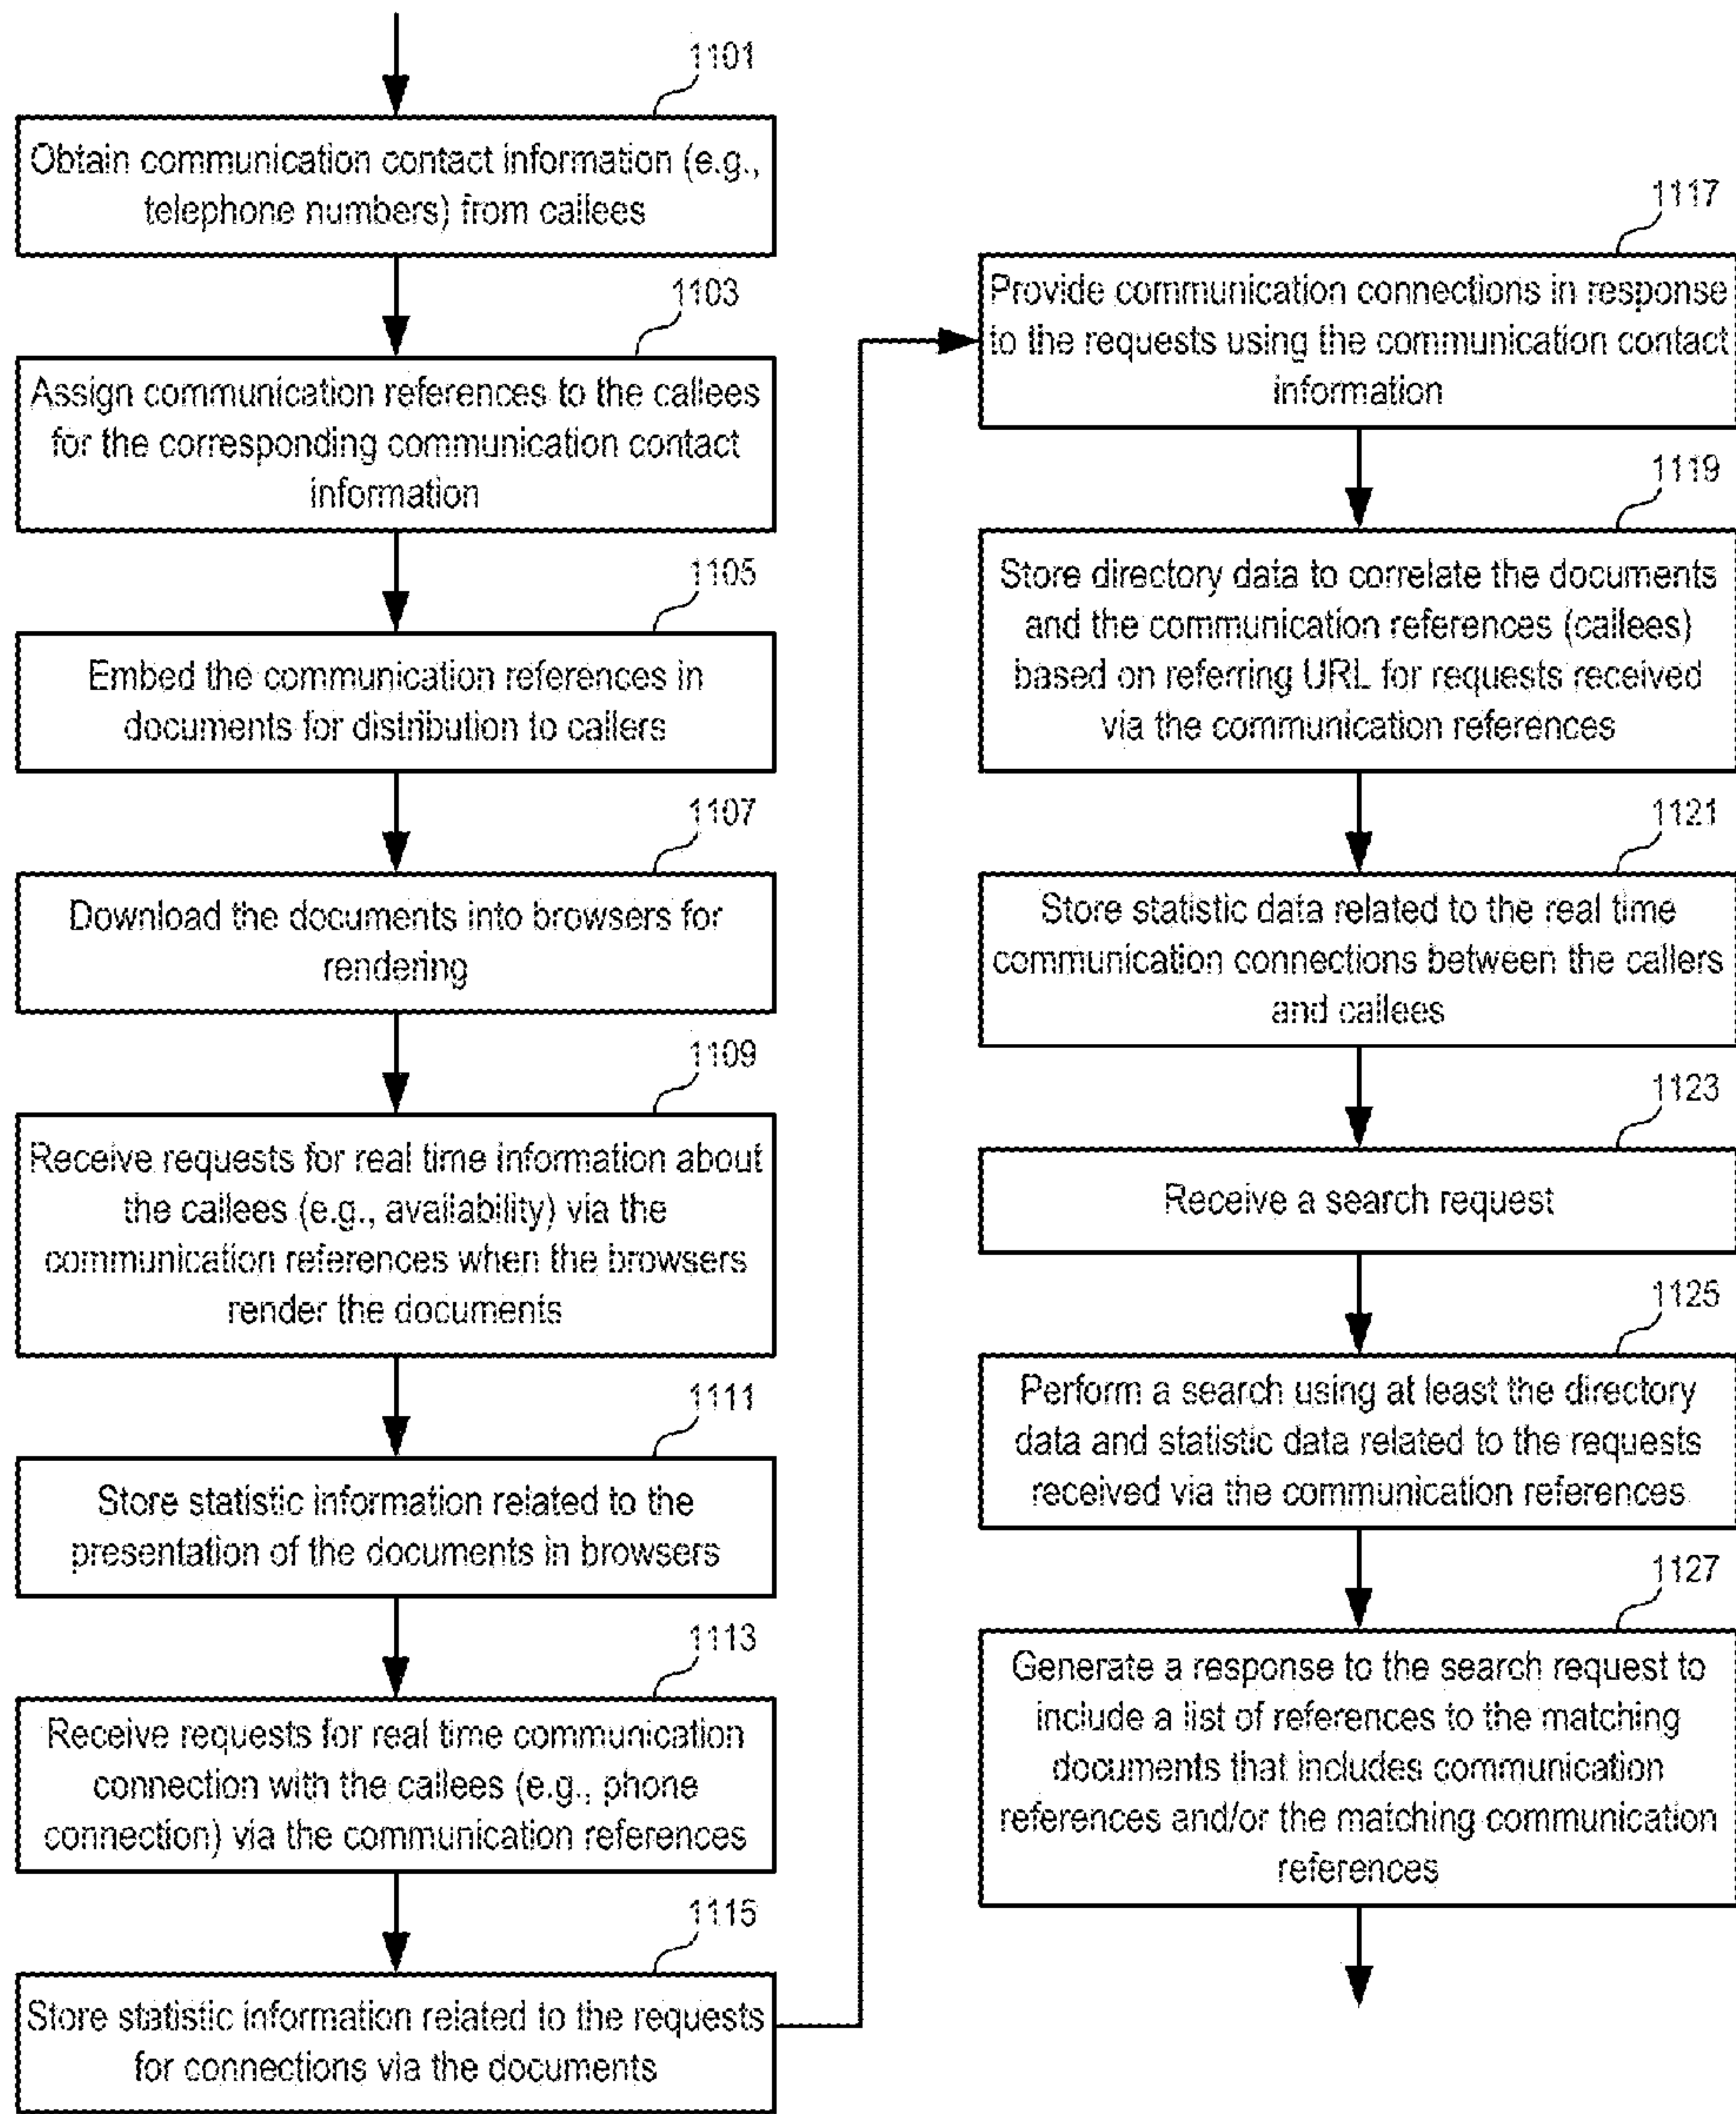 1101
Obtain communication contact information (e.g.,
telephone numbers) from callees
1103
Assign communication references to the callees
for the corresponding communication contact
information
1105
Embed the communication references in
documents for distribution to callers
1107
Download the documents into browsers for
rendering
1109
Receive requests for real time information about
the callees (e.g., availability) via the
communication references when the browsers
render the documents
1111
Store statistic information related to the
presentation of the documents in browsers
1113
Receive requests for real time communication
connection with the callees (e.g., phone
connection) via the communication references
1115
Store statistic information related to the requests
for connections via the documents
1117
Provide communication connections in response
to the requests using the communication contact
information
1119
Store directory data to correlate the documents
and the communication references (callees)
based on referring URL for requests received
via the communication references
1121
Store statistic data related to the real time
communication connections between the callers
and callees
1123
Receive a search request
1125
Perform a search using at least the directory
data and statistic data related to the requests
received via the communication references
1127
Generate a response to the search request to
include a list of references to the matching
documents that includes communication
references and/or the matching communication
references